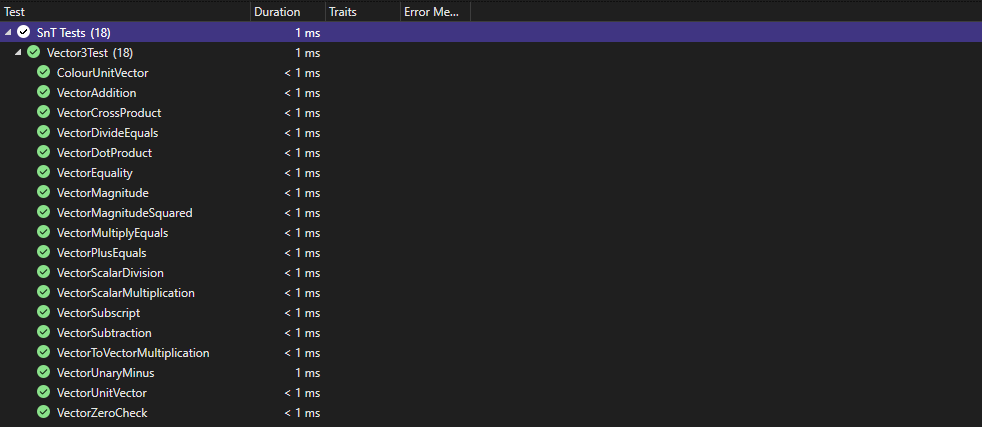 Test Duration Traits Error Me...
SnT Tests (18) 1 ms
Vector3Test (18) 1 ms
ColourUnitVector < 1 ms
VectorAddition < 1 ms
VectorCrossProduct < 1 ms
VectorDivideEquals < 1 ms
VectorDotProduct < 1 ms
VectorEquality < 1 ms
VectorMagnitude < 1 ms
VectorMagnitudeSquared < 1 ms
VectorMultiplyEquals < 1 ms
VectorPlusEquals < 1 ms
VectorScalarDivision < 1 ms
VectorScalarMultiplication < 1 ms
VectorSubscript < 1 ms
VectorSubtraction < 1 ms
VectorToVectorMultiplication < 1 ms
VectorUnaryMinus 1 ms
VectorUnitVector < 1 ms
VectorZeroCheck < 1 ms